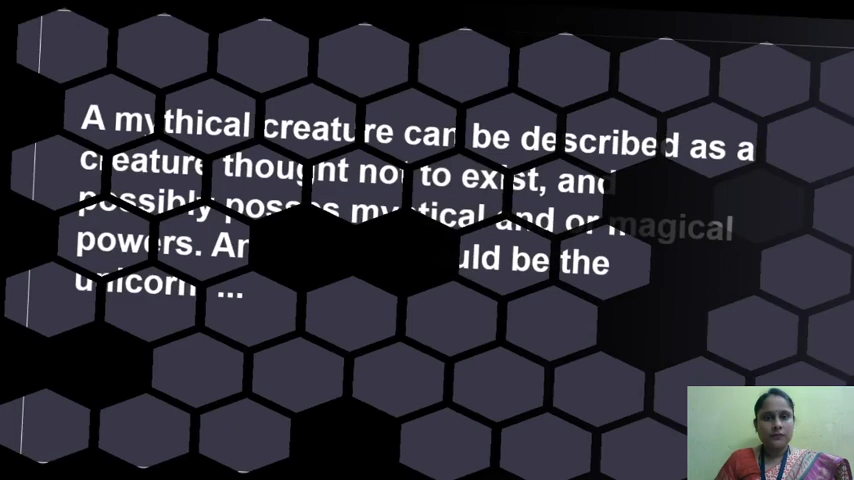 A mythical creature can be described as a
creature thought not to exist, and
possibly posses mystical and or magical
powers. An uld be the
unicorn ...